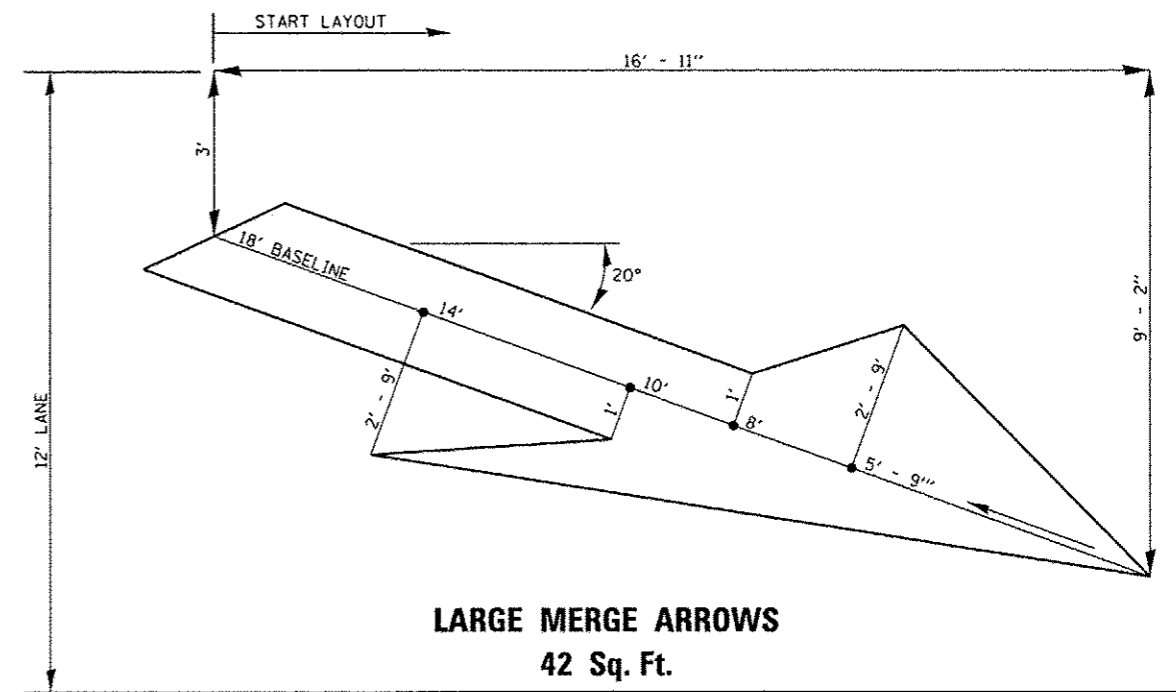 START LAYOUT
16' - 11"
3'
18' BASELINE
20°
14'
9' - 2"
2' - 9'
10'
1'
1'
8'
2' - 9'
5' - 9'''
12' LANE
LARGE MERGE ARROWS
42 Sq. Ft.